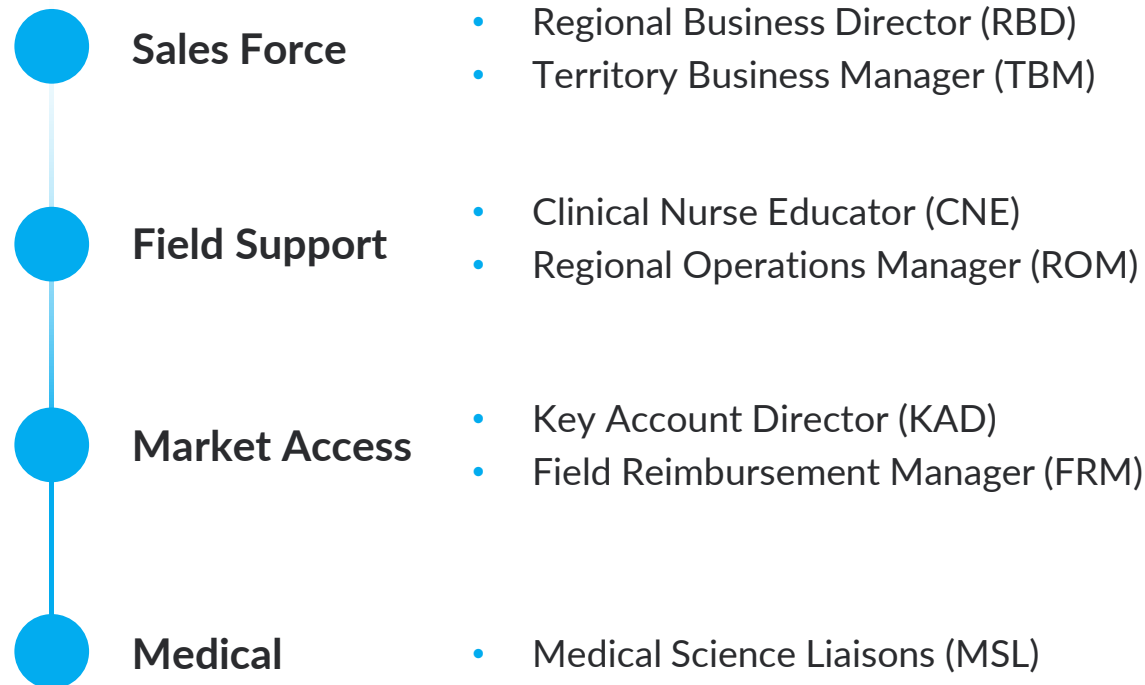 Sales Force
• Regional Business Director (RBD)
• Territory Business Manager (TBM)
Field Support
• Clinical Nurse Educator (CNE)
• Regional Operations Manager (ROM)
Market Access
• Key Account Director (KAD)
• Field Reimbursement Manager (FRM)
Medical
• Medical Science Liaisons (MSL)